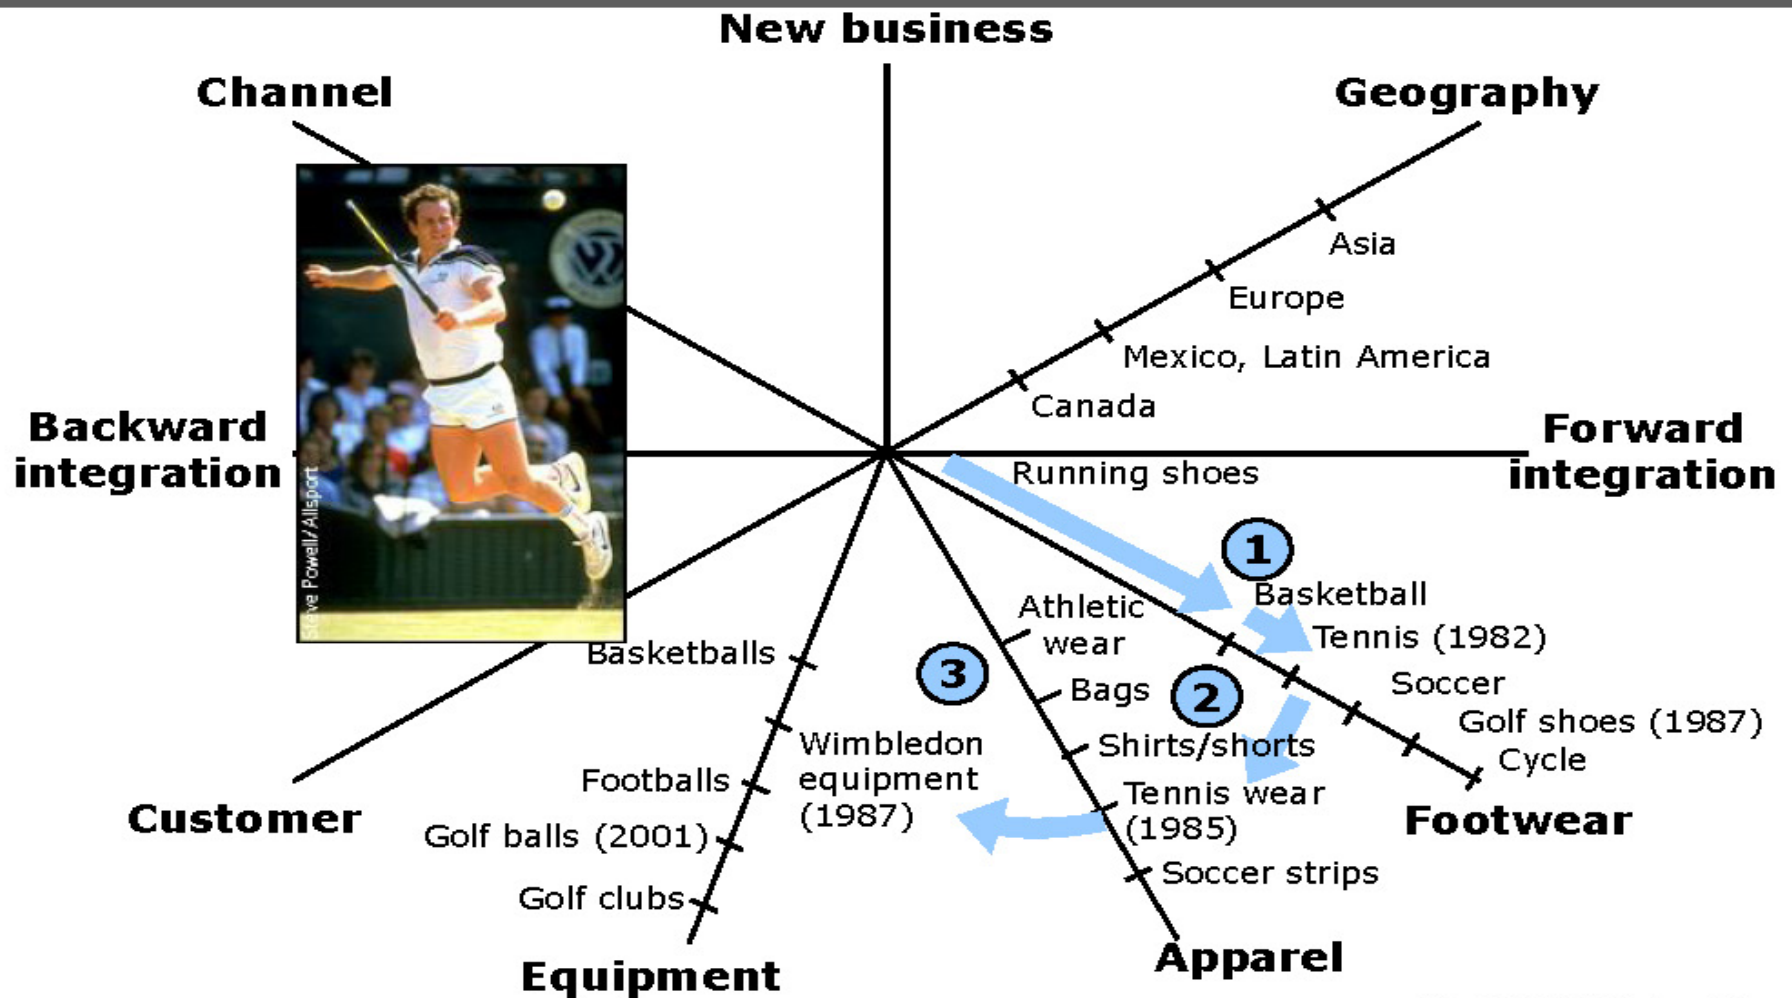 New business
Channel
Geography
Asia
Europe
Mexico, Latin America
Canada
Backward
integration
Forward
integration
Running shoes
1
Basketball
Tennis (1982)
Soccer
Golf shoes (1987)
Cycle
Footwear
Athletic
wear
Bags
2
Shirts/shorts
Tennis wear
(1985)
Soccer strips
Apparel
3
Basketballs
Wimbledon
equipment
(1987)
Footballs
Golf balls (2001)
Golf clubs
Equipment
Customer
Steve Powell/Allsport